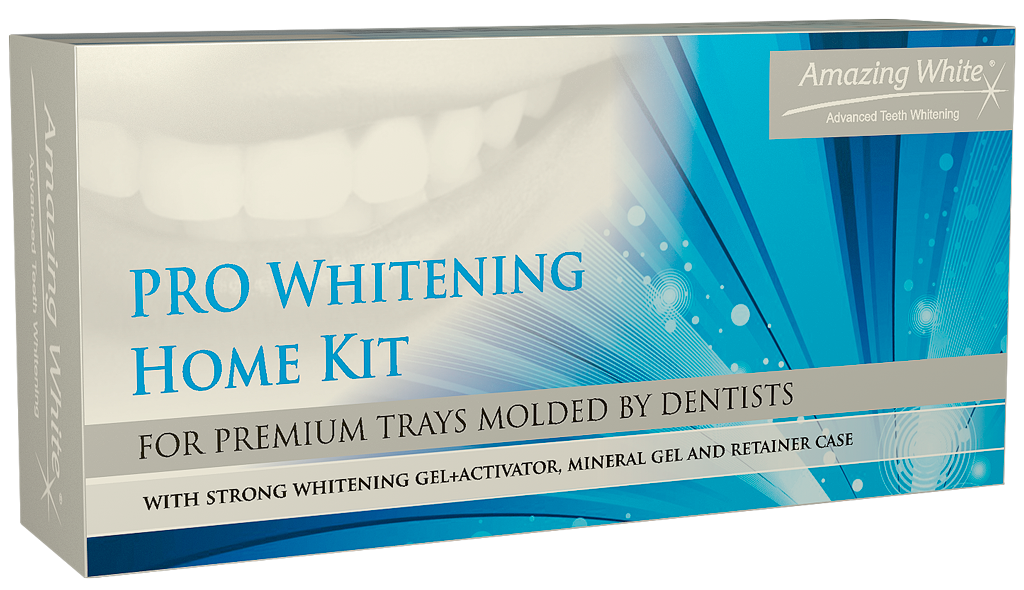 Amazing White®
Advanced Teeth Whitening
PRO WHITENING
HOME KIT
FOR PREMIUM TRAYS MOLDED BY DENTISTS
WITH STRONG WHITENING GEL+ACTIVATOR, MINERAL GEL AND RETAINER CASE
Amazing White®
Advanced Teeth Whitening